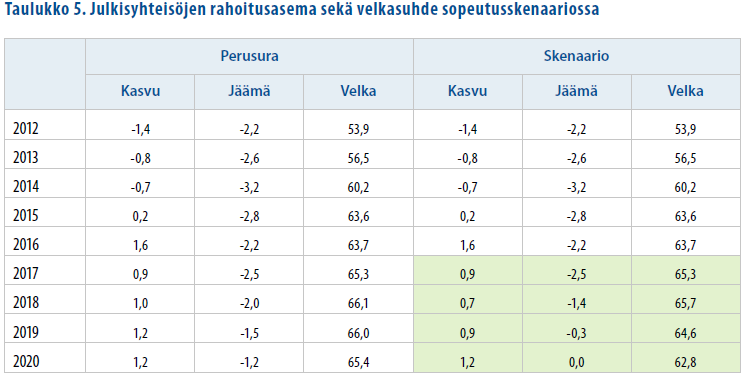 Taulukko 5. Julkisyhteisöjen rahoitusasema sekä velkasuhde sopeutusskenaariossa
Perusura Skenaario
Kasvu Jäämä Velka Kasvu Jäämä Velka
2012 -1,4 -2,2 53,9 -1,4 -2,2 53,9
2013 -0,8 -2,6 56,5 -0,8 -2,6 56,5
2014 -0,7 -3,2 60,2 -0,7 -3,2 60,2
2015 0,2 -2,8 63,6 0,2 -2,8 63,6
2016 1,6 -2,2 63,7 1,6 -2,2 63,7
2017 0,9 -2,5 65,3 0,9 -2,5 65,3
2018 1,0 -2,0 66,1 0,7 -1,4 65,7
2019 1,2 -1,5 66,0 0,9 -0,3 64,6
2020 1,2 -1,2 65,4 1,2 0,0 62,8